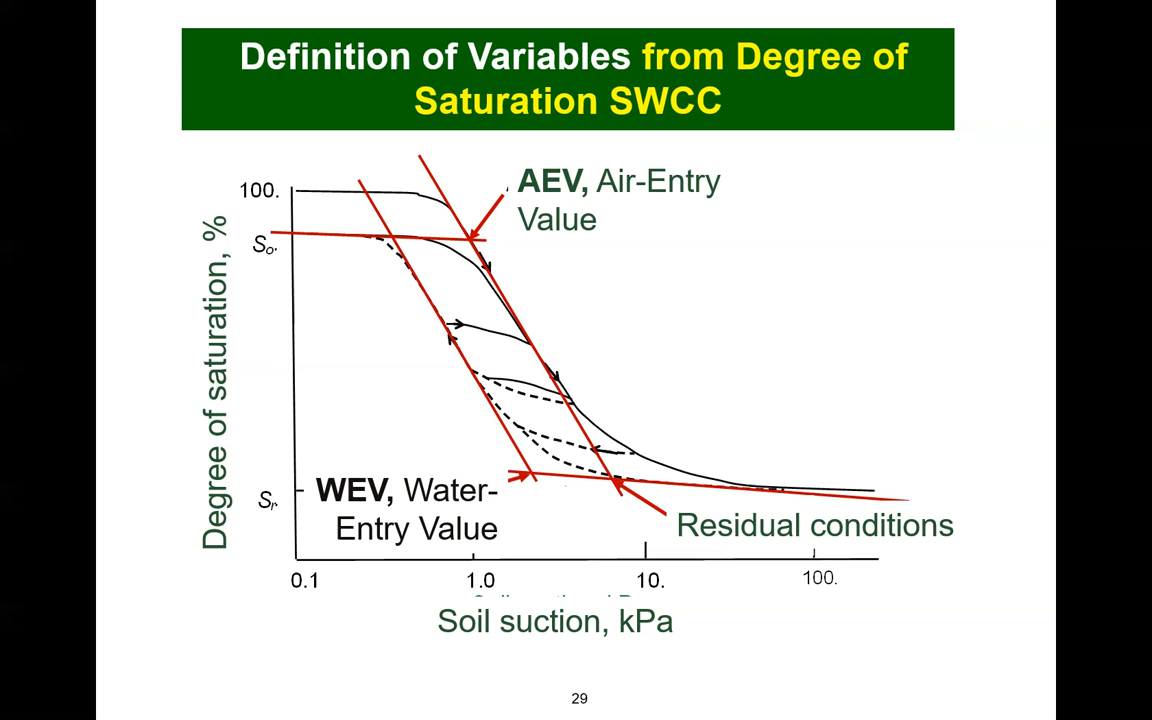 Definition of Variables from Degree of
Saturation SWCC
AEV, Air-Entry
Value
100.
So.
Degree of saturation, %
Sr.
WEV, Water-
Entry Value
Residual conditions
0.1 1.0 10. 100.
Soil suction, kPa
29